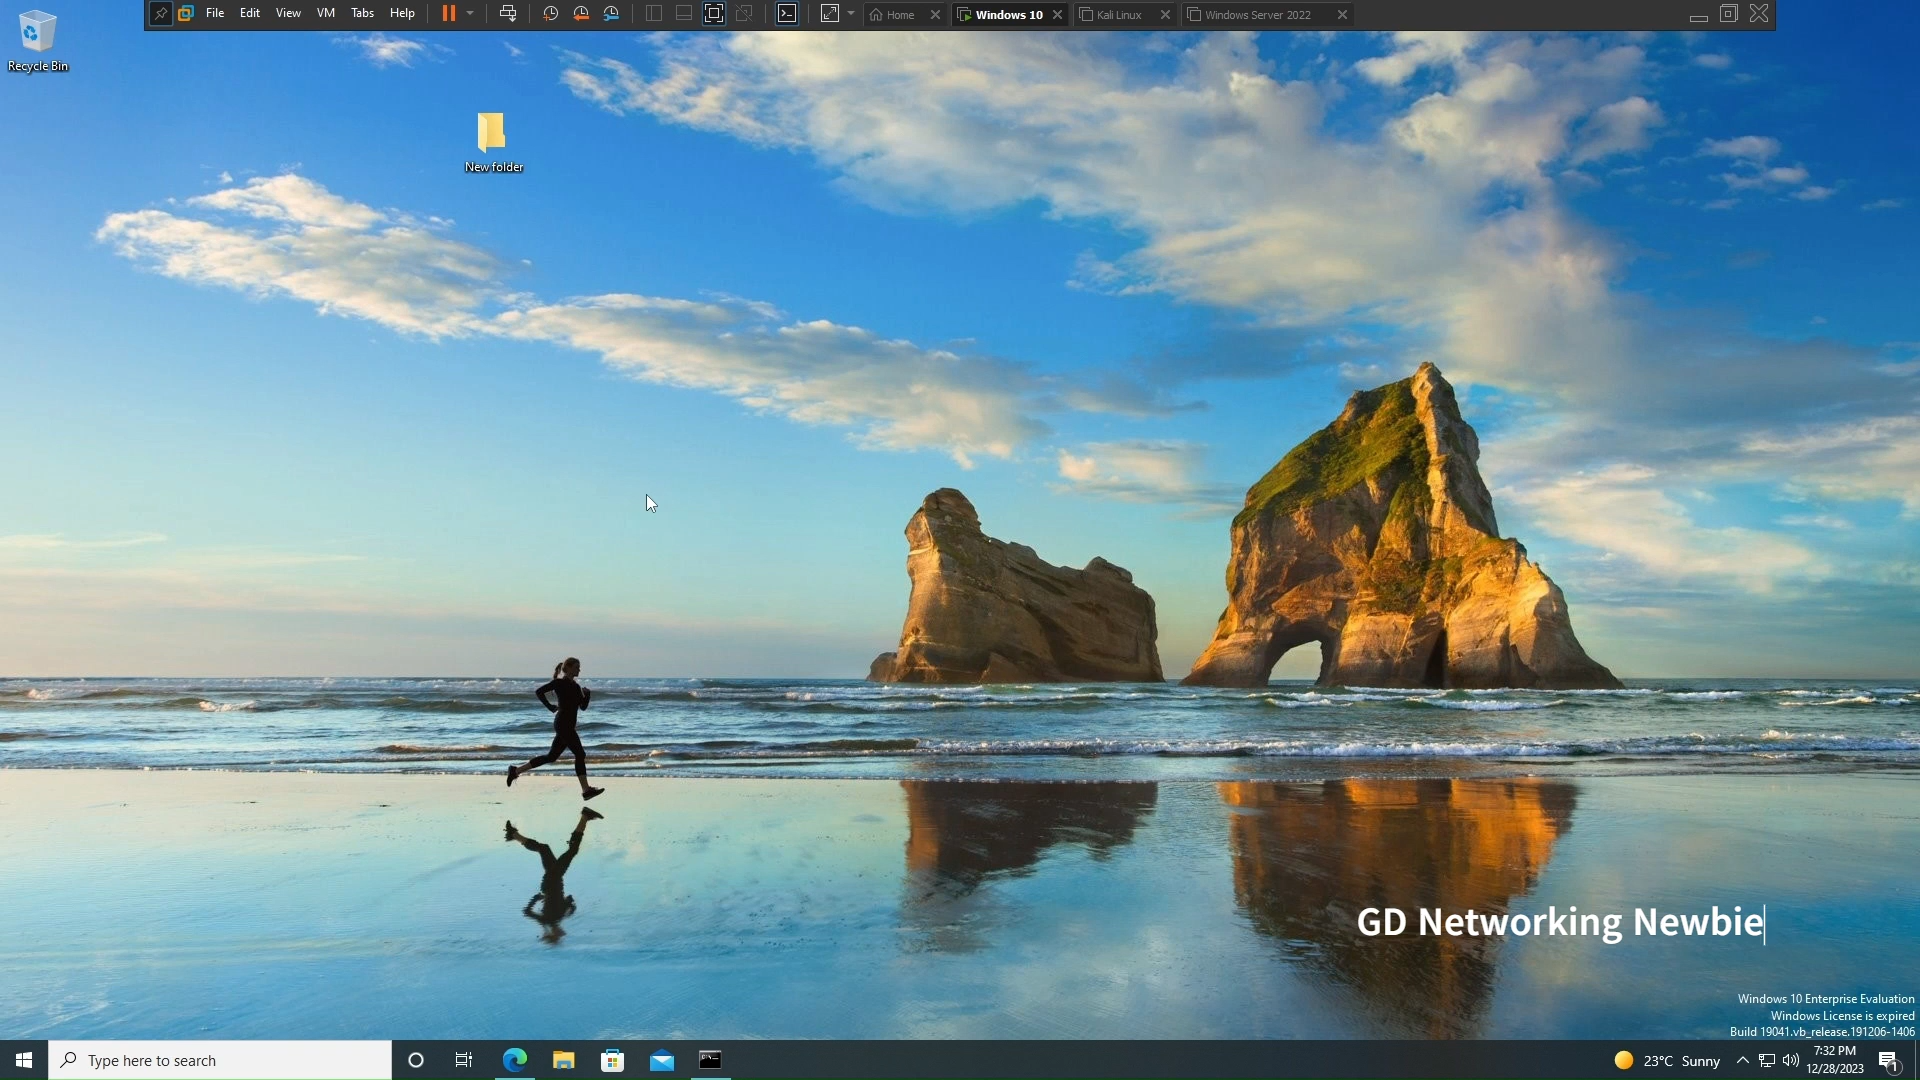 File Edit View VM Tabs Help Home Windows 10 Kali Linux Windows Server 2022
Recycle Bin
New folder
GD Networking Newbie
Windows 10 Enterprise Evaluation
Windows License is expired
Build 19041.vb_release.191206-1406
Type here to search
23°C Sunny
7:32 PM
12/28/2023
1